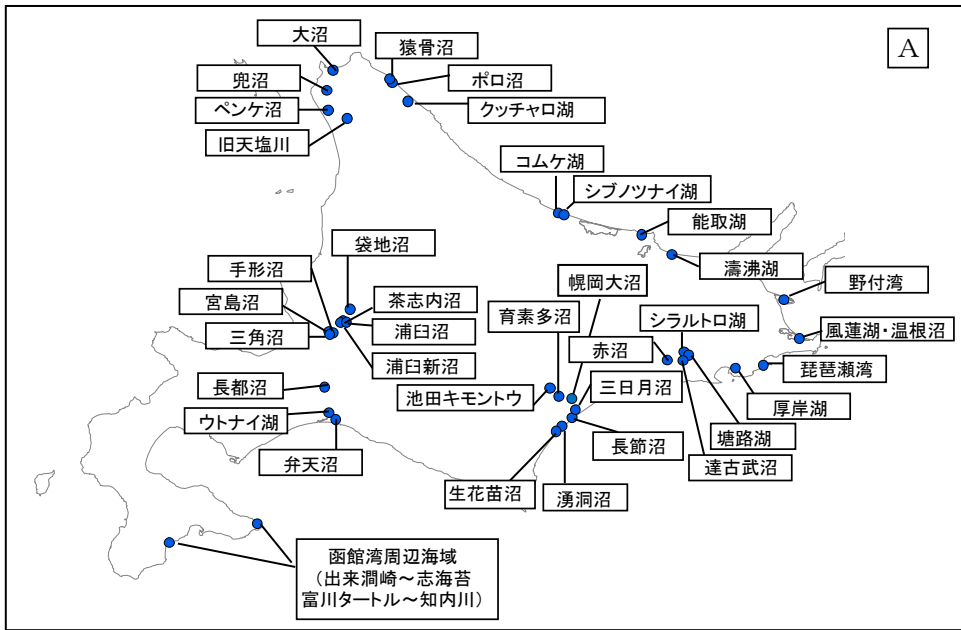 A
大沼
猿骨沼
兜沼
ポロ沼
ペンケ沼
クッチャロ湖
旧天塩川
コムケ湖
シブノツナイ湖
能取湖
袋地沼
手形沼
幌岡大沼
濤沸湖
宮島沼
茶志内沼
野付湾
育素多沼
シラルトロ湖
三角沼
浦臼沼
風蓮湖・温根沼
赤沼
浦臼新沼
琵琶瀬湾
長都沼
池田キモントウ
三日月沼
厚岸湖
ウトナイ湖
塘路湖
長節沼
弁天沼
達古武沼
生花苗沼
湧洞沼
函館湾周辺海域
(出来澗崎～志海苔
富川タートル～知内川)